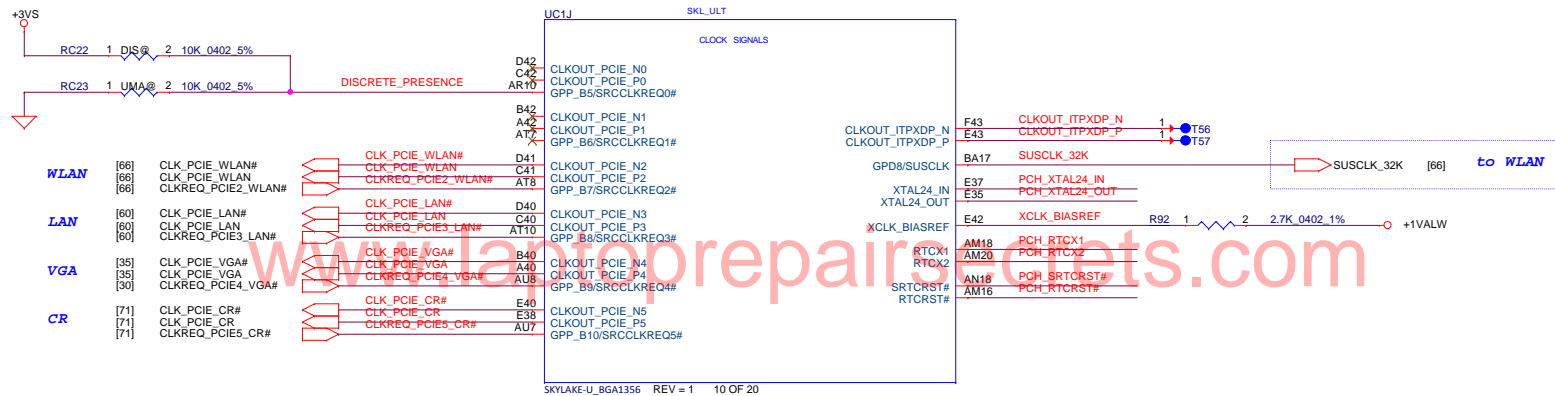 +3VS
RC22 1 DIS@ 2 10K_0402_5%
RC23 1 UMA@ 2 10K_0402_5%
DISCRETE_PRESENCE
UC1J
SKL_ULT
CLOCK SIGNALS
D42 CLKOUT_PCIE_N0
C42 CLKOUT_PCIE_P0
AR10 GPP_B5/SRCCLKREQ0#
B42 CLKOUT_PCIE_N1
A42 CLKOUT_PCIE_P1
AT7 GPP_B6/SRCCLKREQ1#
WLAN
[66] CLK_PCIE_WLAN# CLK_PCIE_WLAN# D41 CLKOUT_PCIE_N2
[66] CLK_PCIE_WLAN CLK_PCIE_WLAN C41 CLKOUT_PCIE_P2
[66] CLKREQ_PCIE2_WLAN# CLKREQ_PCIE2_WLAN# AT8 GPP_B7/SRCCLKREQ2#
LAN
[60] CLK_PCIE_LAN# CLK_PCIE_LAN# D40 CLKOUT_PCIE_N3
[60] CLK_PCIE_LAN CLK_PCIE_LAN C40 CLKOUT_PCIE_P3
[60] CLKREQ_PCIE3_LAN# CLKREQ_PCIE3_LAN# AT10 GPP_B8/SRCCLKREQ3#
VGA
[35] CLK_PCIE_VGA# CLK_PCIE_VGA# B40 CLKOUT_PCIE_N4
[35] CLK_PCIE_VGA CLK_PCIE_VGA A40 CLKOUT_PCIE_P4
[30] CLKREQ_PCIE4_VGA# CLKREQ_PCIE4_VGA# AU8 GPP_B9/SRCCLKREQ4#
CR
[71] CLK_PCIE_CR# CLK_PCIE_CR# E40 CLKOUT_PCIE_N5
[71] CLK_PCIE_CR CLK_PCIE_CR E38 CLKOUT_PCIE_P5
[71] CLKREQ_PCIE5_CR# CLKREQ_PCIE5_CR# AU7 GPP_B10/SRCCLKREQ5#
CLKOUT_ITPXDP_N F43 CLKOUT_ITPXDP_N 1 T56
CLKOUT_ITPXDP_P E43 CLKOUT_ITPXDP_P 1 T57
GPD8/SUSCLK BA17 SUSCLK_32K SUSCLK_32K [66] to WLAN
XTAL24_IN E37 PCH_XTAL24_IN
XTAL24_OUT E35 PCH_XTAL24_OUT
XCLK_BIASREF E42 XCLK_BIASREF R92 1 2 2.7K_0402_1% +1VALW
RTCX1 AM18 PCH_RTCX1
RTCX2 AM20 PCH_RTCX2
SRTCRST# AN18 PCH_SRTCRST#
RTCRST# AM16 PCH_RTCRST#
www.laptoprepairsecrets.com
SKYLAKE-U_BGA1356 REV = 1 10 OF 20